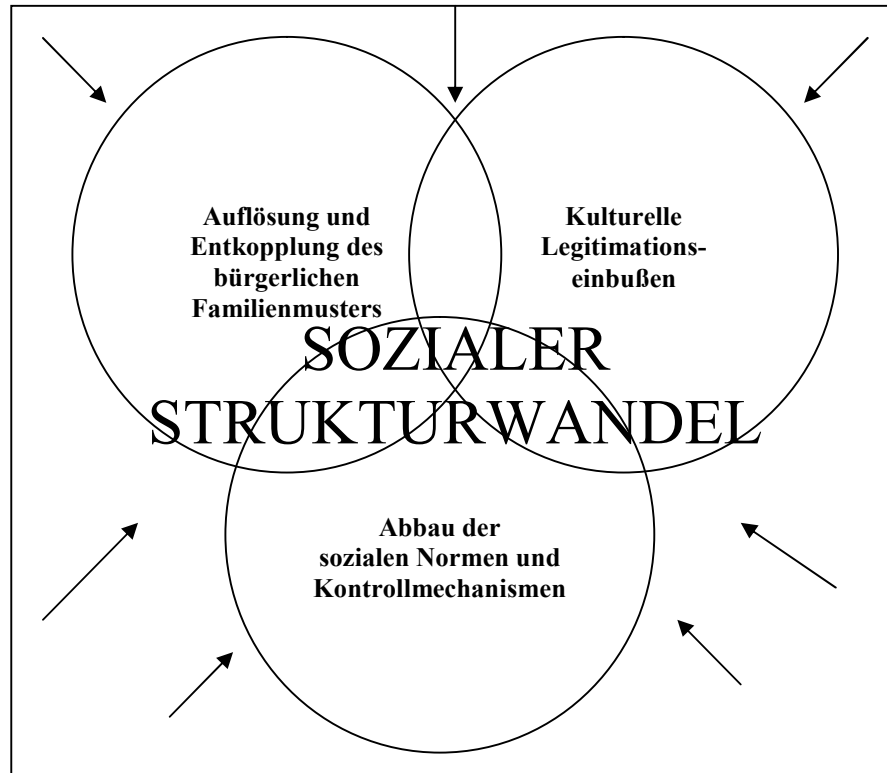 Auflösung und
Entkopplung des
bürgerlichen
Familienmusters
Kulturelle
Legitimations-
einbußen
SOZIALER
STRUKTURWANDEL
Abbau der
sozialen Normen und
Kontrollmechanismen